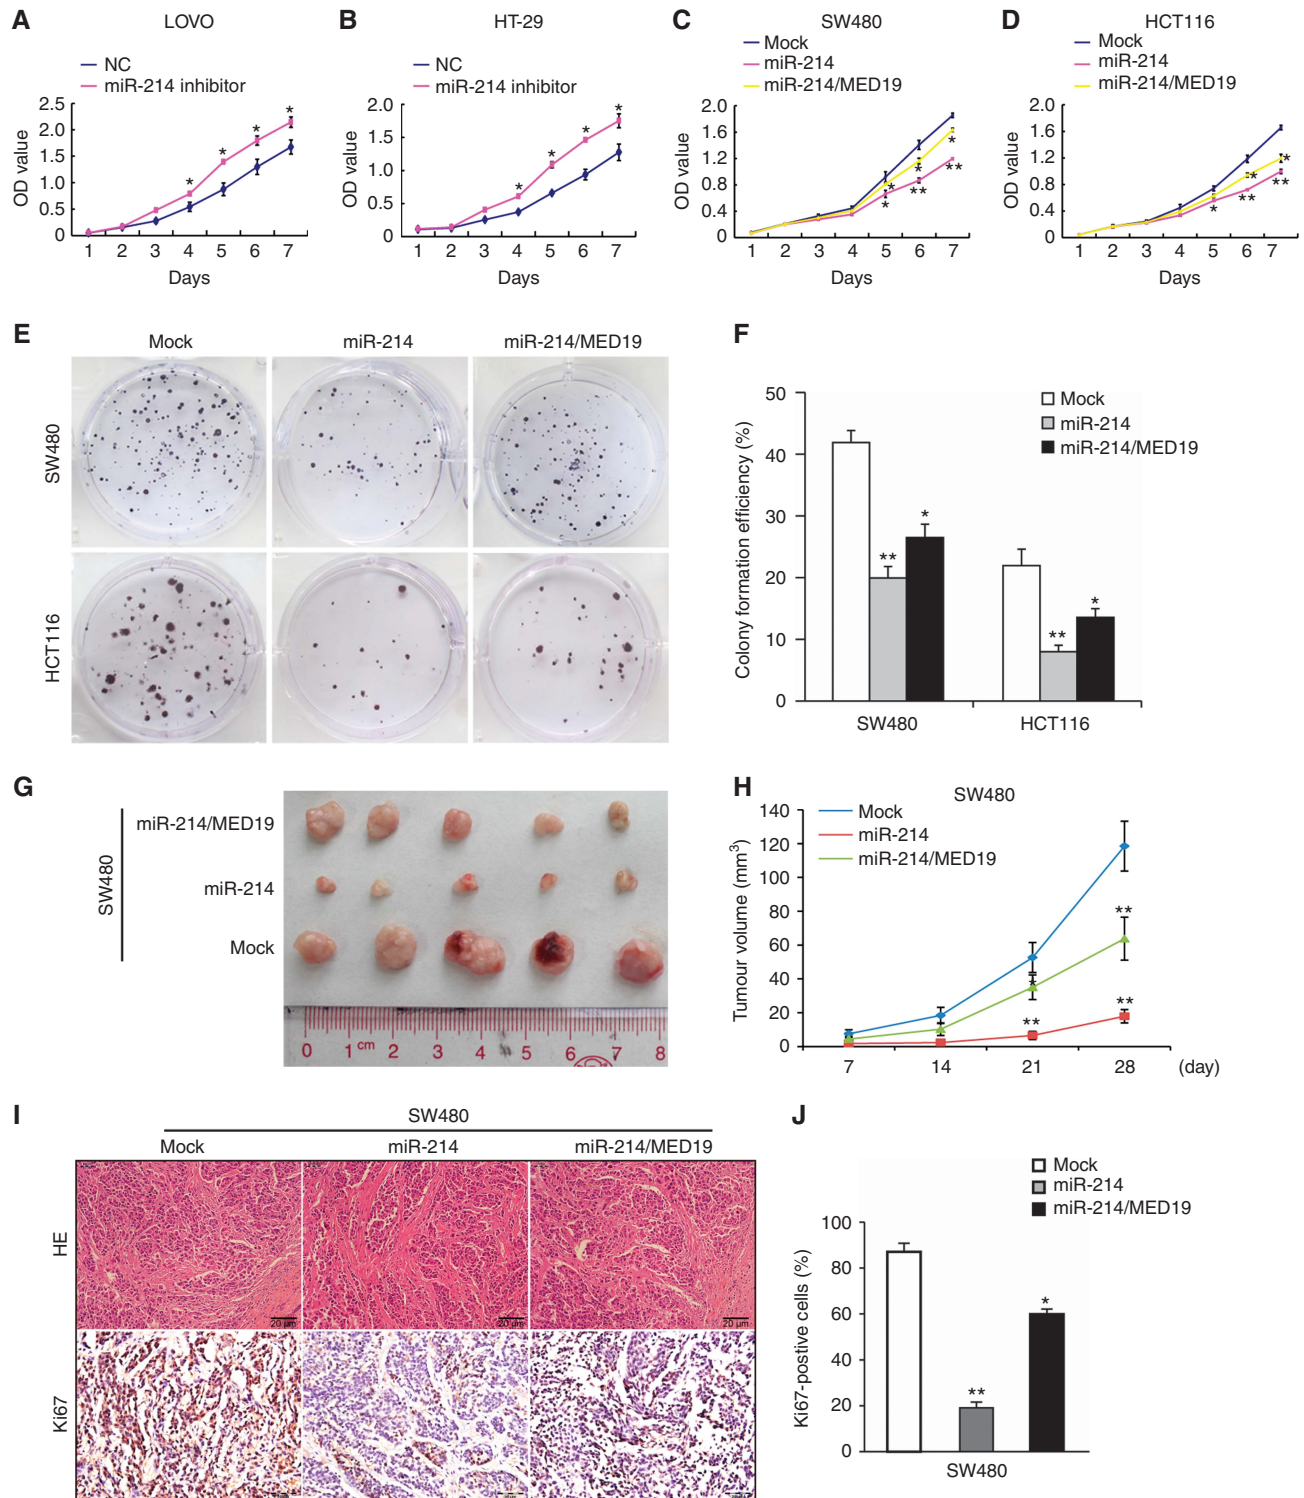 A
LOVO
NC
miR-214 inhibitor
OD value
2.5
2.0
1.5
1.0
0.5
0
1 2 3 4 5 6 7
Days
* * * *
B
HT-29
NC
miR-214 inhibitor
OD value
2.0
1.5
1.0
0.5
0
1 2 3 4 5 6 7
Days
* * * *
C
SW480
Mock
miR-214
miR-214/MED19
OD value
2.0
1.6
1.2
0.8
0.4
0
1 2 3 4 5 6 7
Days
* * *
* ** **
D
HCT116
Mock
miR-214
miR-214/MED19
OD value
2.0
1.6
1.2
0.8
0.4
0
1 2 3 4 5 6 7
Days
* *
* ** **
E
Mock miR-214 miR-214/MED19
SW480
HCT116
F
Mock
miR-214
miR-214/MED19
Colony formation efficiency (%)
50
40
30
20
10
0
** *
** *
SW480 HCT116
G
SW480
miR-214/MED19
miR-214
Mock
0 1 cm 2 3 4 5 6 7 8
H
SW480
Mock
miR-214
miR-214/MED19
Tumour volume (mm³)
140
120
100
80
60
40
20
0
7 14 21 28 (day)
*
** ** **
I
SW480
Mock miR-214 miR-214/MED19
HE
20 μm 20 μm 20 μm
Ki67
J
Mock
miR-214
miR-214/MED19
Ki67-postive cells (%)
100
80
60
40
20
0
** *
SW480